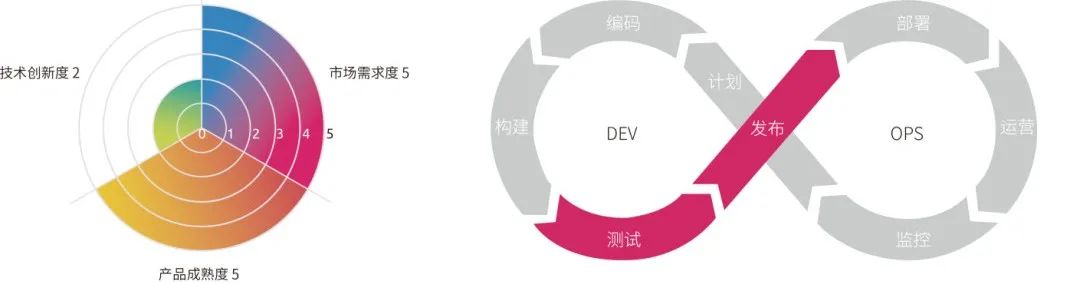 技术创新度 2
市场需求度 5
0 1 2 3 4 5
产品成熟度 5
编码
计划
构建
DEV
测试
发布
部署
OPS
运营
监控